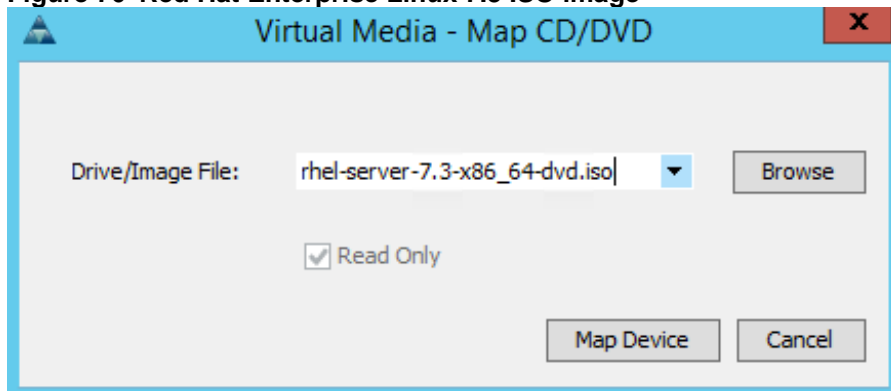 Virtual Media - Map CD/DVD
X
Drive/Image File: rhel-server-7.3-x86_64-dvd.iso Browse
Read Only
Map Device Cancel